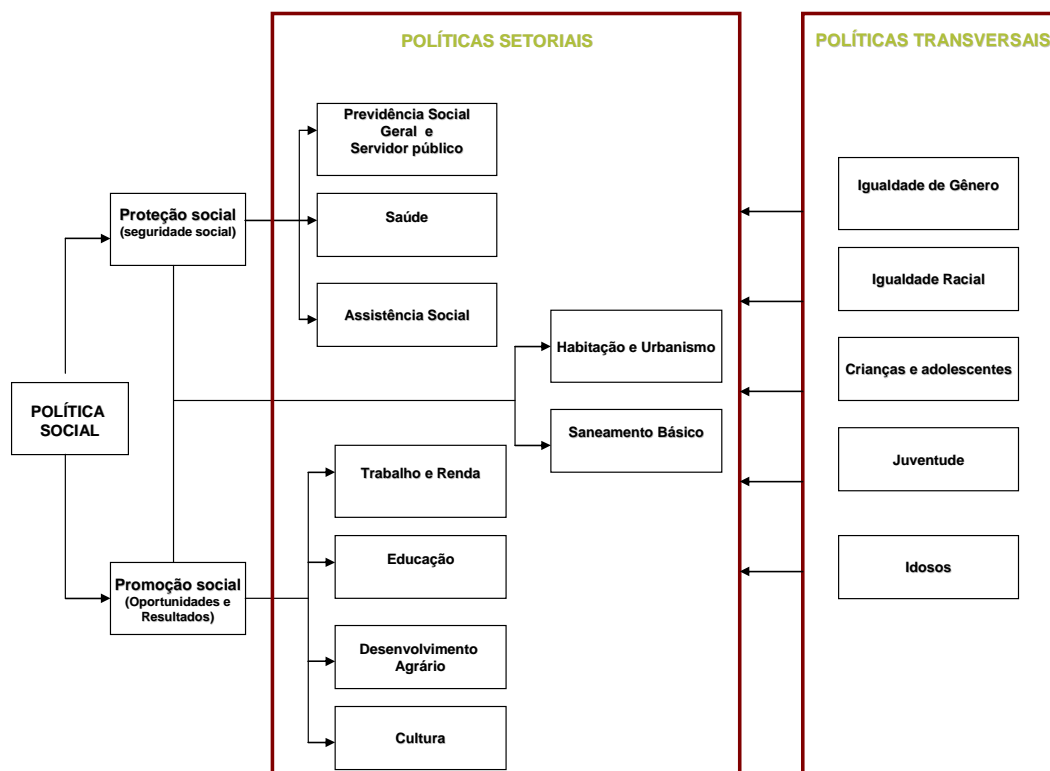 POLÍTICAS SETORIAIS
POLÍTICAS TRANSVERSAIS
Previdência Social
Geral e
Servidor público
Proteção social
(seguridade social)
Saúde
Assistência Social
Habitação e Urbanismo
POLÍTICA
SOCIAL
Saneamento Básico
Trabalho e Renda
Educação
Promoção social
(Oportunidades e
Resultados)
Desenvolvimento
Agrário
Cultura
Igualdade de Gênero
Igualdade Racial
Crianças e adolescentes
Juventude
Idosos